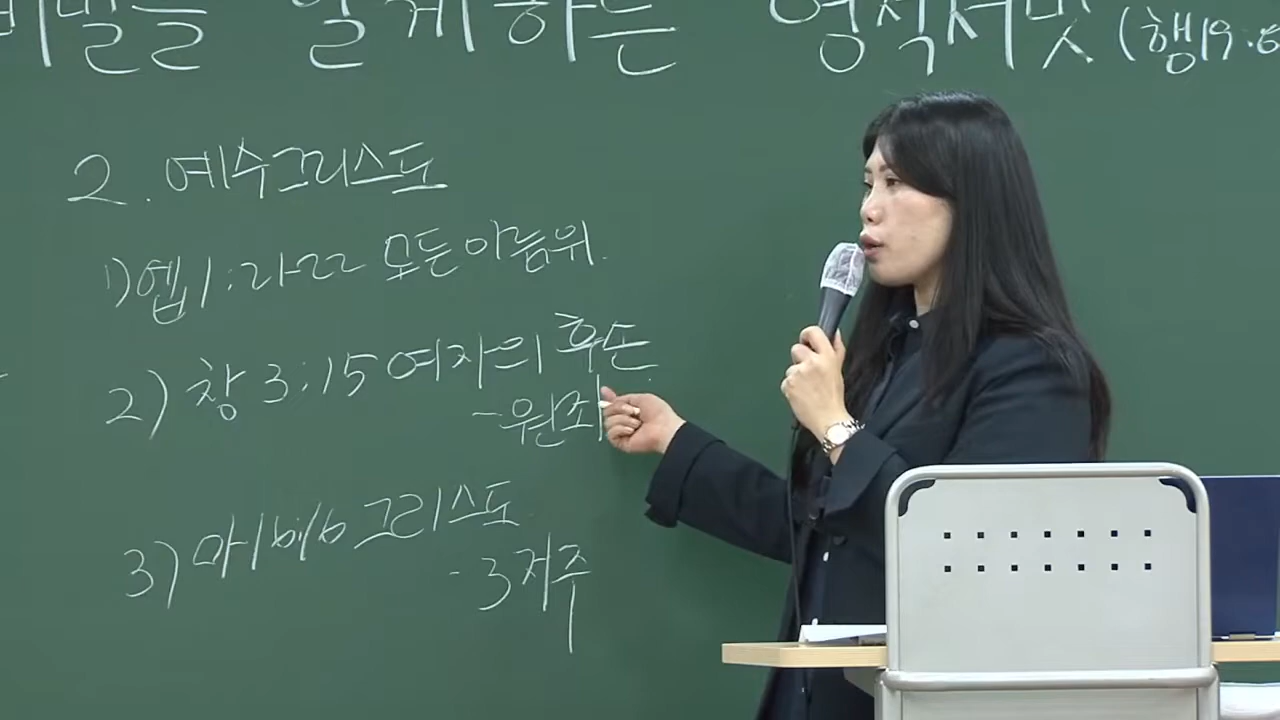 비밀을 알게하는 영적서밋 (행19:8
2. 예수그리스도
1) 엡1:21-22 모든이름위.
2) 창3:15 여자의 후손
-원죄
3) 마16:16 그리스도
-3저주